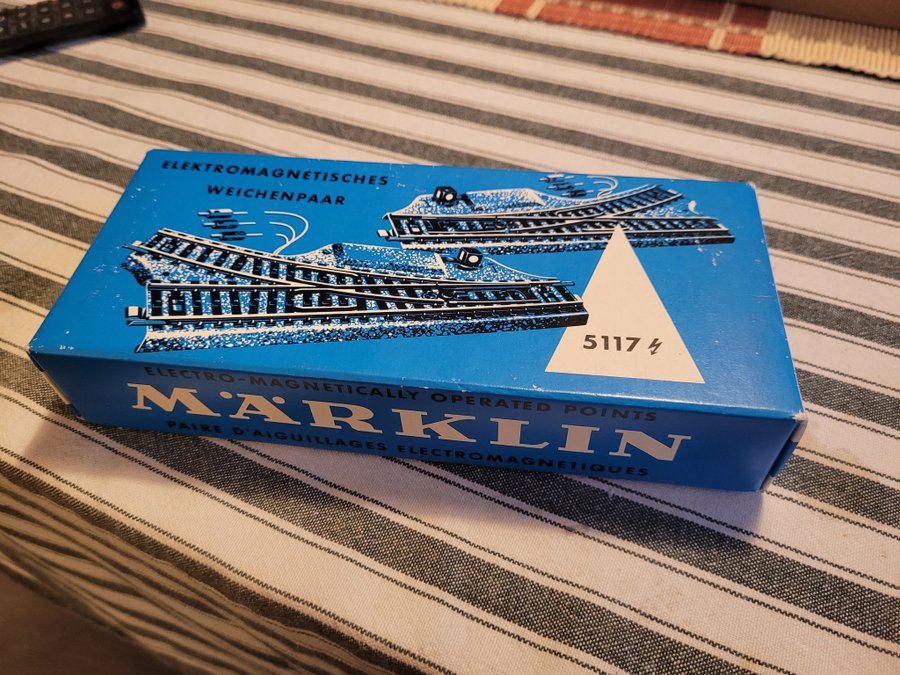 ELEKTROMAGNETISCHES
WEICHENPAAR
5117
ELECTRO-MAGNETICALLY OPERATED POINTS
MÄRKLIN
PAIRE D'AIGUILLAGES ELECTROMAGNETIQUES